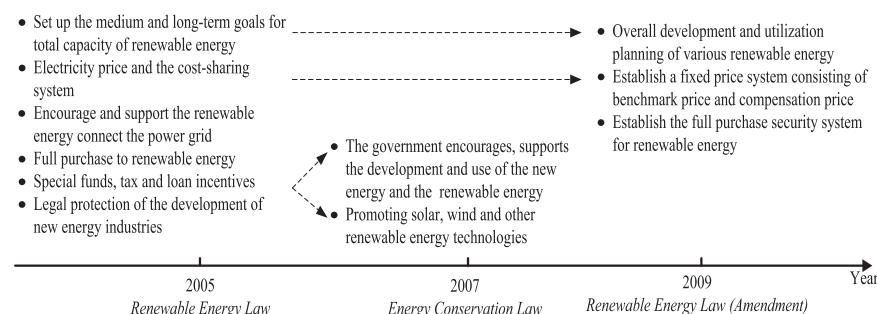 ● Set up the medium and long-term goals for
total capacity of renewable energy
● Electricity price and the cost-sharing
system
● Encourage and support the renewable
energy connect the power grid
● Full purchase to renewable energy
● Special funds, tax and loan incentives
● Legal protection of the development of
new energy industries
● The government encourages, supports
the development and use of the new
energy and the renewable energy
● Promoting solar, wind and other
renewable energy technologies
● Overall development and utilization
planning of various renewable energy
● Establish a fixed price system consisting of
benchmark price and compensation price
● Establish the full purchase security system
for renewable energy
2005
Renewable Energy Law
2007
Energy Conservation Law
2009
Renewable Energy Law (Amendment)
Year